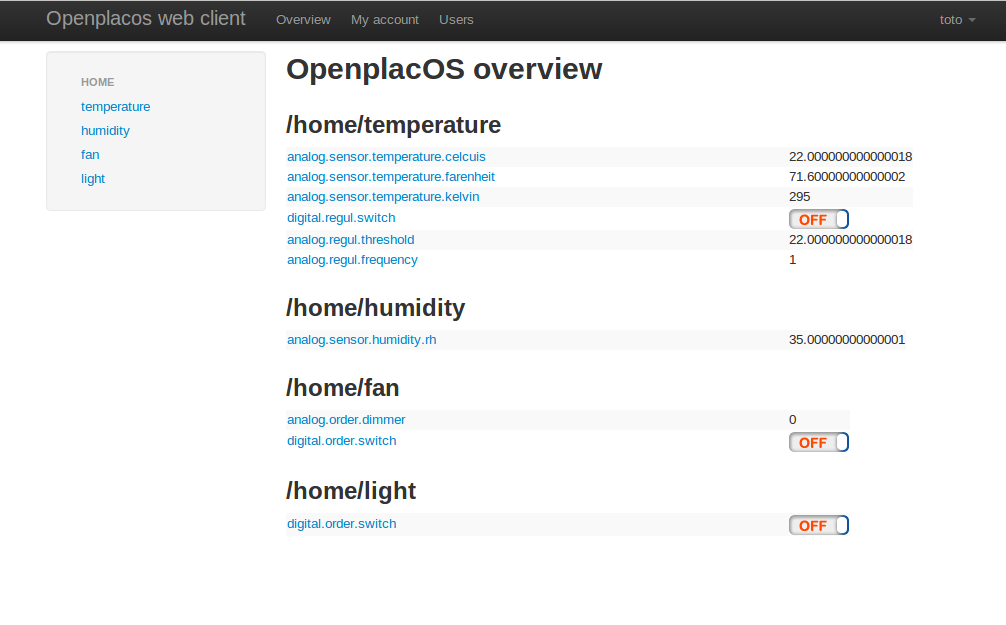 Openplacos web client Overview My account Users toto
HOME
temperature
humidity
fan
light
OpenplacOS overview
/home/temperature
analog.sensor.temperature.celcuis 22.000000000000018
analog.sensor.temperature.farenheit 71.60000000000002
analog.sensor.temperature.kelvin 295
digital.regul.switch OFF
analog.regul.threshold 22.000000000000018
analog.regul.frequency 1
/home/humidity
analog.sensor.humidity.rh 35.00000000000001
/home/fan
analog.order.dimmer 0
digital.order.switch OFF
/home/light
digital.order.switch OFF